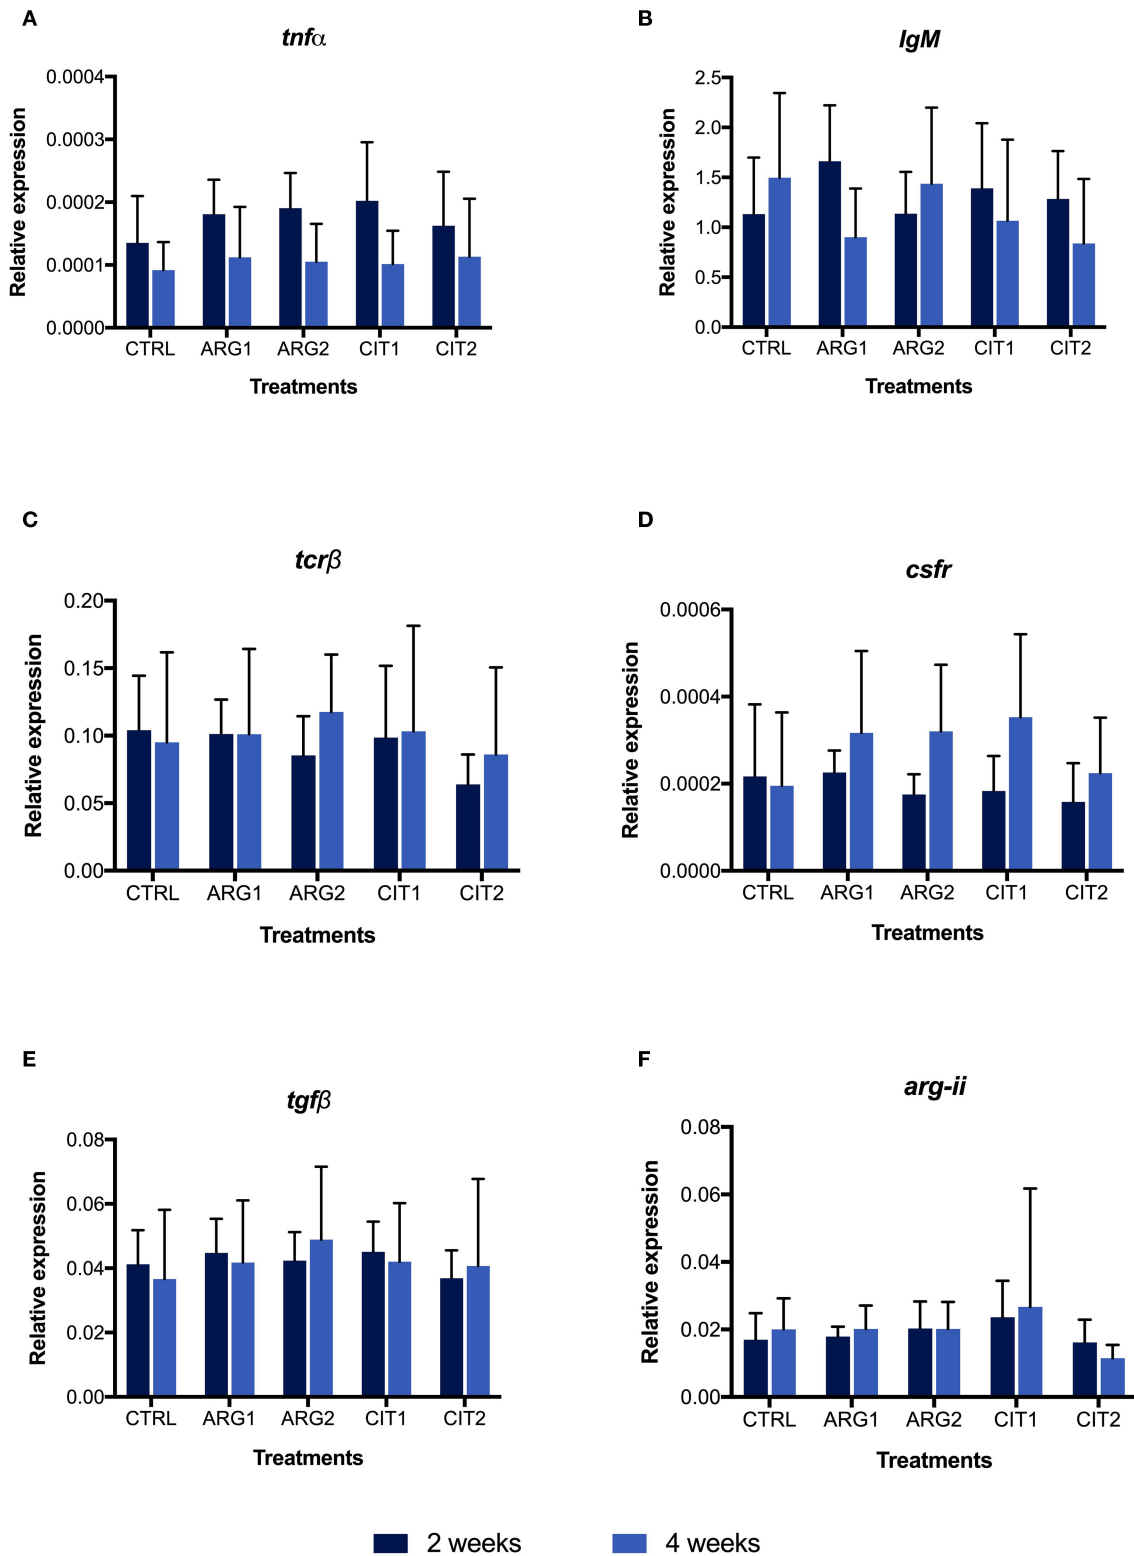 A
tnfα
0.0004
0.0003
0.0002
0.0001
0.0000
Relative expression
CTRL ARG1 ARG2 CIT1 CIT2
Treatments
B
IgM
2.5
2.0
1.5
1.0
0.5
0.0
Relative expression
CTRL ARG1 ARG2 CIT1 CIT2
Treatments
C
tcrβ
0.20
0.15
0.10
0.05
0.00
Relative expression
CTRL ARG1 ARG2 CIT1 CIT2
Treatments
D
csfr
0.0006
0.0004
0.0002
0.0000
Relative expression
CTRL ARG1 ARG2 CIT1 CIT2
Treatments
E
tgfβ
0.08
0.06
0.04
0.02
0.00
Relative expression
CTRL ARG1 ARG2 CIT1 CIT2
Treatments
F
arg-ii
0.08
0.06
0.04
0.02
0.00
Relative expression
CTRL ARG1 ARG2 CIT1 CIT2
Treatments
2 weeks 4 weeks